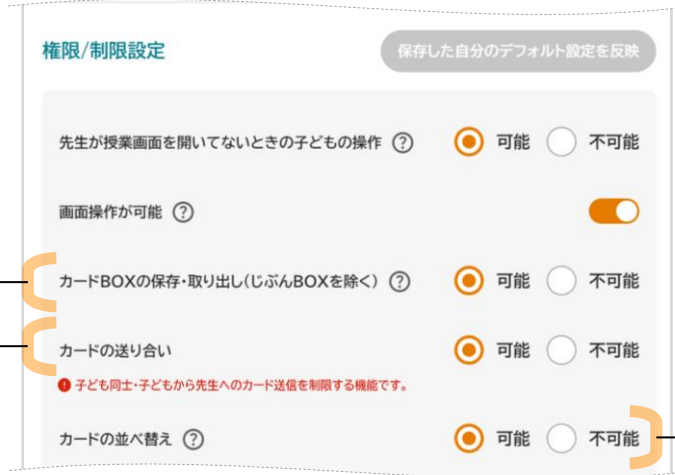 権限/制限設定
保存した自分のデフォルト設定を反映
先生が授業画面を開いてないときの子どもの操作 ? 可能 不可能
画面操作が可能 ?
カードBOXの保存・取り出し(じぶんBOXを除く) ? 可能 不可能
カードの送り合い 可能 不可能
! 子ども同士・子どもから先生へのカード送信を制限する機能です。
カードの並べ替え ? 可能 不可能